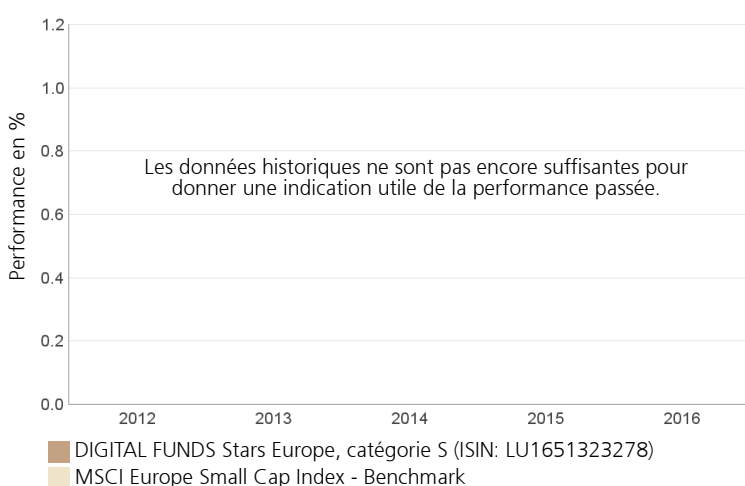 1.2
1.0
0.8
0.6
0.4
0.2
0.0
Performance en %
Les données historiques ne sont pas encore suffisantes pour
donner une indication utile de la performance passée.
2012 2013 2014 2015 2016
DIGITAL FUNDS Stars Europe, catégorie S (ISIN: LU1651323278)
MSCI Europe Small Cap Index - Benchmark